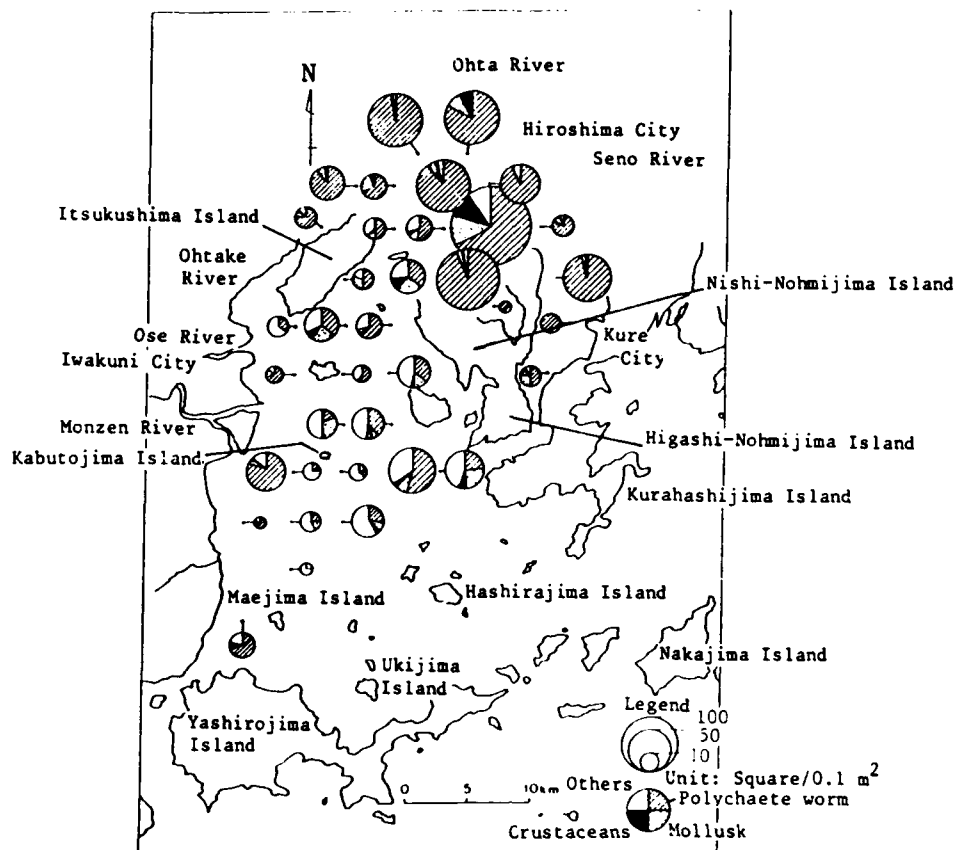 Ohta River
N
Hiroshima City
Seno River
Itsukushima Island
Ohtake
River
Nishi-Nohmijima Island
Ose River
Kure
City
Iwakuni City
Monzen River
Higashi-Nohmijima Island
Kabutojima Island
Kurahashijima Island
Maejima Island
Hashirajima Island
Nakajima Island
Ukijima
Island
Legend
100
50
10
Yashirojima
Island
Unit: Square/0.1 m²
Others
0 10km
Polychaete worm
Crustaceans
Mollusk